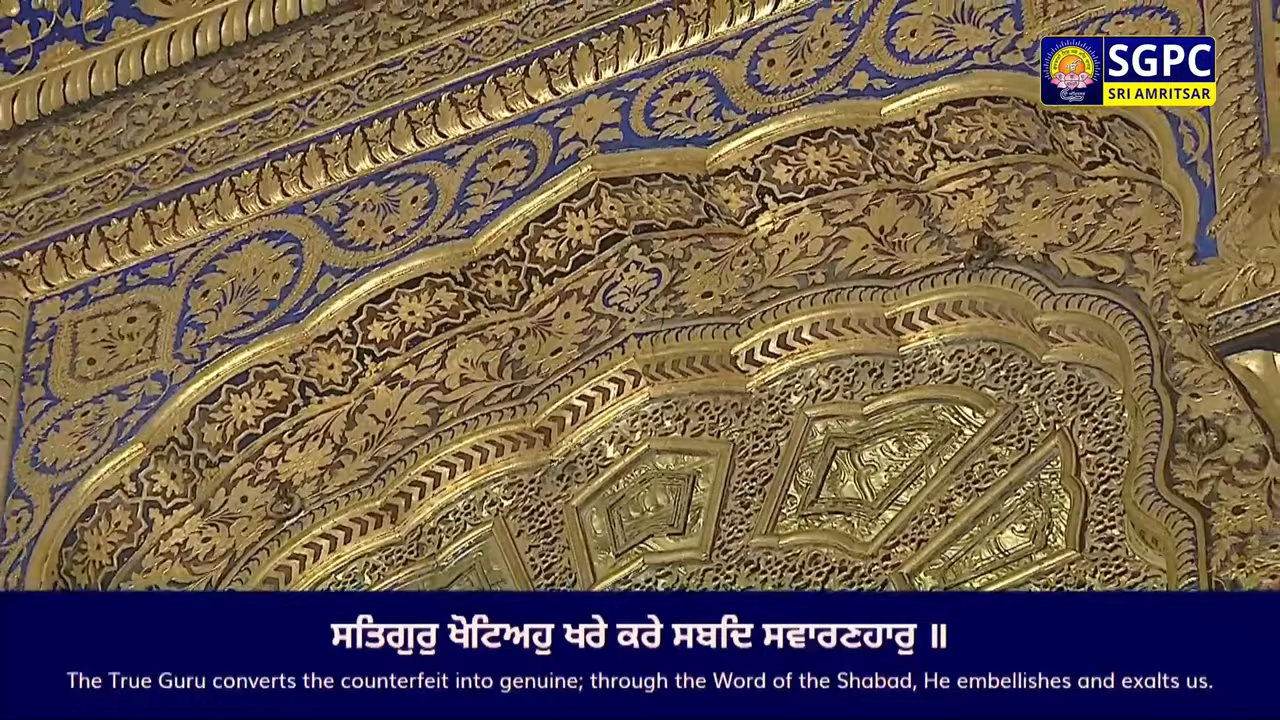 SGPC
SRI AMRITSAR
ਸਤਿਗੁਰੁ ਖੋਟਿਅਹੁ ਖਰੇ ਕਰੇ ਸਬਦਿ ਸਵਾਰਣਹਾਰੁ ॥
The True Guru converts the counterfeit into genuine; through the Word of the Shabad, He embellishes and exalts us.